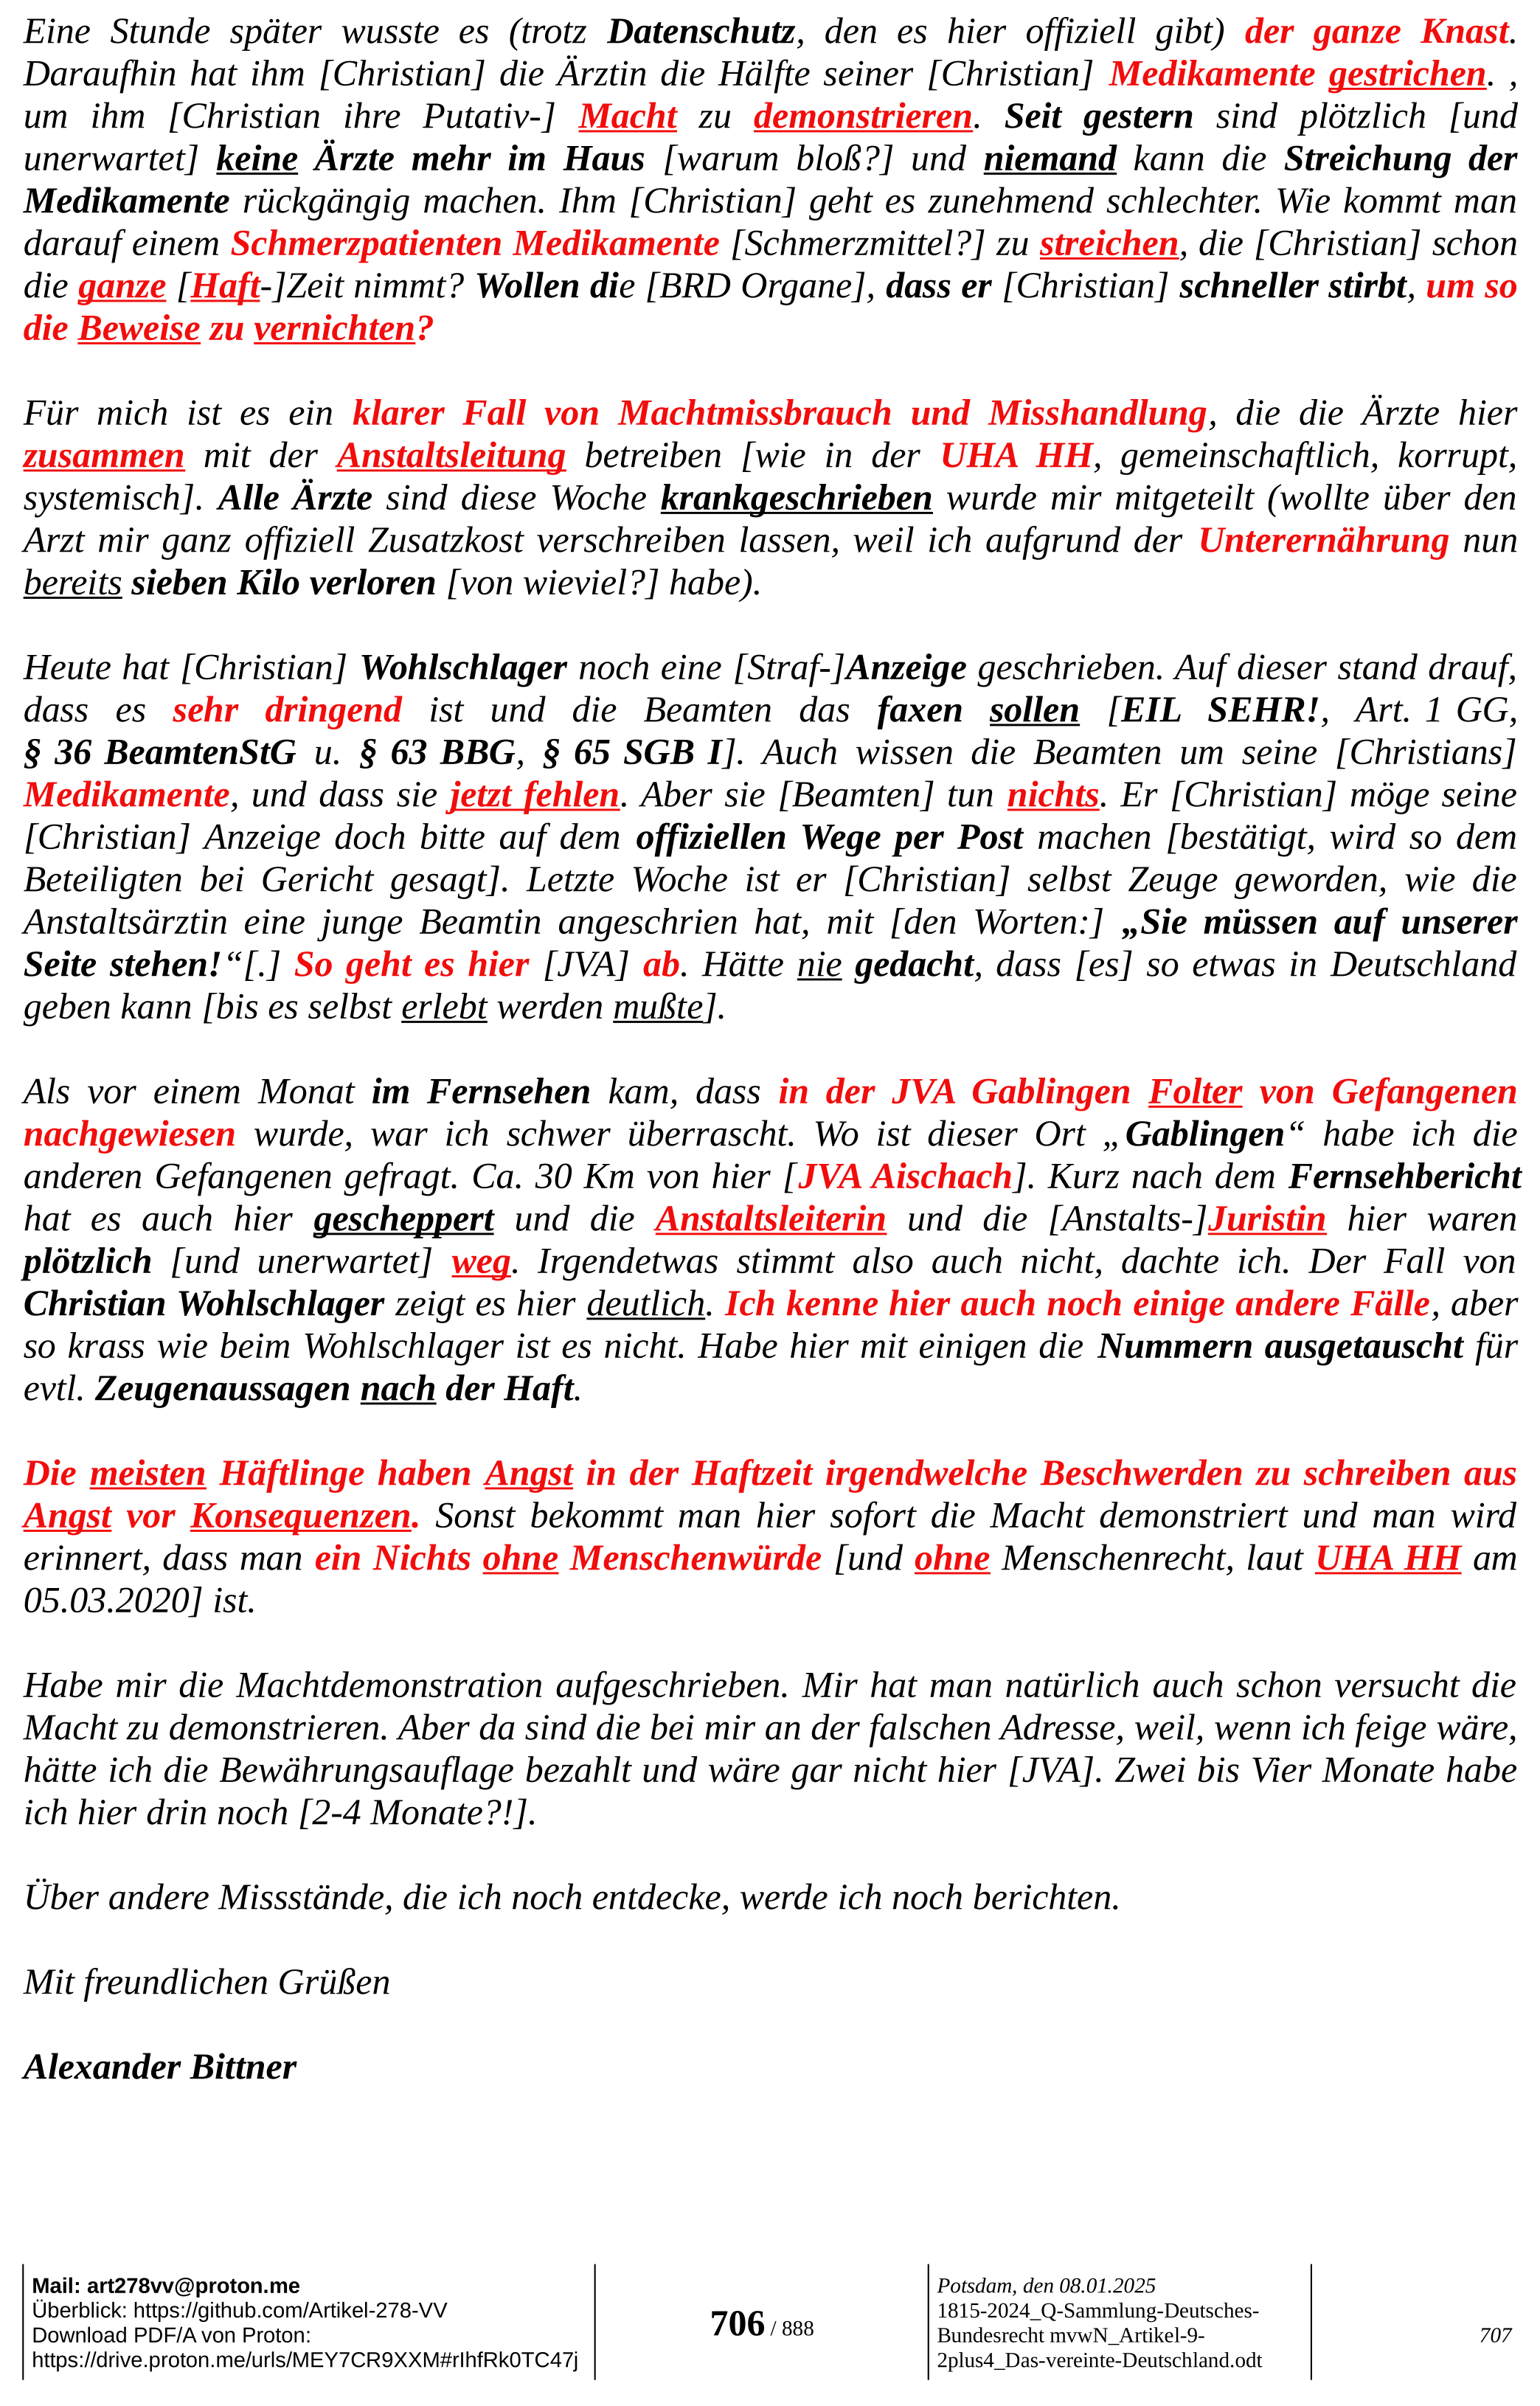 Eine Stunde später wusste es (trotz Datenschutz, den es hier offiziell gibt) der ganze Knast.
Daraufhin hat ihm [Christian] die Ärztin die Hälfte seiner [Christian] Medikamente gestrichen. ,
um ihm [Christian ihre Putativ-] Macht zu demonstrieren. Seit gestern sind plötzlich [und
unerwartet] keine Ärzte mehr im Haus [warum bloß?] und niemand kann die Streichung der
Medikamente rückgängig machen. Ihm [Christian] geht es zunehmend schlechter. Wie kommt man
darauf einem Schmerzpatienten Medikamente [Schmerzmittel?] zu streichen, die [Christian] schon
die ganze [Haft-]Zeit nimmt? Wollen die [BRD Organe], dass er [Christian] schneller stirbt, um so
die Beweise zu vernichten?

Für mich ist es ein klarer Fall von Machtmissbrauch und Misshandlung, die die Ärzte hier
zusammen mit der Anstaltsleitung betreiben [wie in der UHA HH, gemeinschaftlich, korrupt,
systemisch]. Alle Ärzte sind diese Woche krankgeschrieben wurde mir mitgeteilt (wollte über den
Arzt mir ganz offiziell Zusatzkost verschreiben lassen, weil ich aufgrund der Unterernährung nun
bereits sieben Kilo verloren [von wieviel?] habe).

Heute hat [Christian] Wohlschlager noch eine [Straf-]Anzeige geschrieben. Auf dieser stand drauf,
dass es sehr dringend ist und die Beamten das faxen sollen [EIL SEHR!, Art. 1 GG,
§ 36 BeamtenStG u. § 63 BBG, § 65 SGB I]. Auch wissen die Beamten um seine [Christians]
Medikamente, und dass sie jetzt fehlen. Aber sie [Beamten] tun nichts. Er [Christian] möge seine
[Christian] Anzeige doch bitte auf dem offiziellen Wege per Post machen [bestätigt, wird so dem
Beteiligten bei Gericht gesagt]. Letzte Woche ist er [Christian] selbst Zeuge geworden, wie die
Anstaltsärztin eine junge Beamtin angeschrien hat, mit [den Worten:] „Sie müssen auf unserer
Seite stehen!“[.] So geht es hier [JVA] ab. Hätte nie gedacht, dass [es] so etwas in Deutschland
geben kann [bis es selbst erlebt werden mußte].

Als vor einem Monat im Fernsehen kam, dass in der JVA Gablingen Folter von Gefangenen
nachgewiesen wurde, war ich schwer überrascht. Wo ist dieser Ort „Gablingen“ habe ich die
anderen Gefangenen gefragt. Ca. 30 Km von hier [JVA Aischach]. Kurz nach dem Fernsehbericht
hat es auch hier gescheppert und die Anstaltsleiterin und die [Anstalts-]Juristin hier waren
plötzlich [und unerwartet] weg. Irgendetwas stimmt also auch nicht, dachte ich. Der Fall von
Christian Wohlschlager zeigt es hier deutlich. Ich kenne hier auch noch einige andere Fälle, aber
so krass wie beim Wohlschlager ist es nicht. Habe hier mit einigen die Nummern ausgetauscht für
evtl. Zeugenaussagen nach der Haft.

Die meisten Häftlinge haben Angst in der Haftzeit irgendwelche Beschwerden zu schreiben aus
Angst vor Konsequenzen. Sonst bekommt man hier sofort die Macht demonstriert und man wird
erinnert, dass man ein Nichts ohne Menschenwürde [und ohne Menschenrecht, laut UHA HH am
05.03.2020] ist.

Habe mir die Machtdemonstration aufgeschrieben. Mir hat man natürlich auch schon versucht die
Macht zu demonstrieren. Aber da sind die bei mir an der falschen Adresse, weil, wenn ich feige wäre,
hätte ich die Bewährungsauflage bezahlt und wäre gar nicht hier [JVA]. Zwei bis Vier Monate habe
ich hier drin noch [2-4 Monate?!].

Über andere Missstände, die ich noch entdecke, werde ich noch berichten.

Mit freundlichen Grüßen

Alexander Bittner

Mail: art278vv@proton.me
Überblick: https://github.com/Artikel-278-VV
Download PDF/A von Proton:
https://drive.proton.me/urls/MEY7CR9XXM#rIhfRk0TC47j
706 / 888
Potsdam, den 08.01.2025
1815-2024_Q-Sammlung-Deutsches-
Bundesrecht mvwN_Artikel-9-
2plus4_Das-vereinte-Deutschland.odt
707